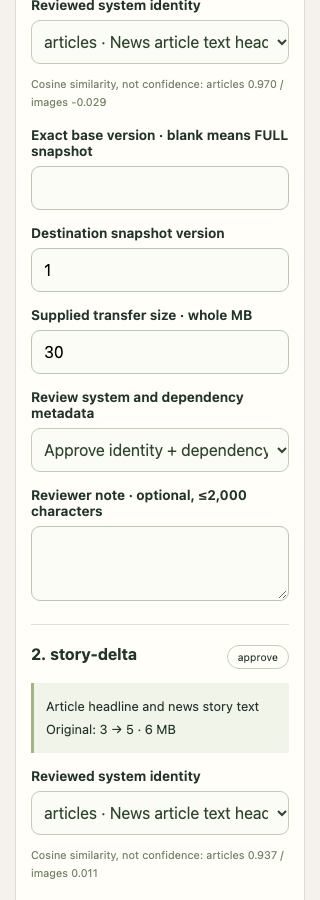 Reviewed system identity
articles · News article text head
Cosine similarity, not confidence: articles 0.970 /
images -0.029
Exact base version · blank means FULL
snapshot
Destination snapshot version
1
Supplied transfer size · whole MB
30
Review system and dependency
metadata
Approve identity + dependency
Reviewer note · optional, ≤2,000
characters
2. story-delta
approve
Article headline and news story text
Original: 3 → 5 · 6 MB
Reviewed system identity
articles · News article text head
Cosine similarity, not confidence: articles 0.937 /
images 0.011